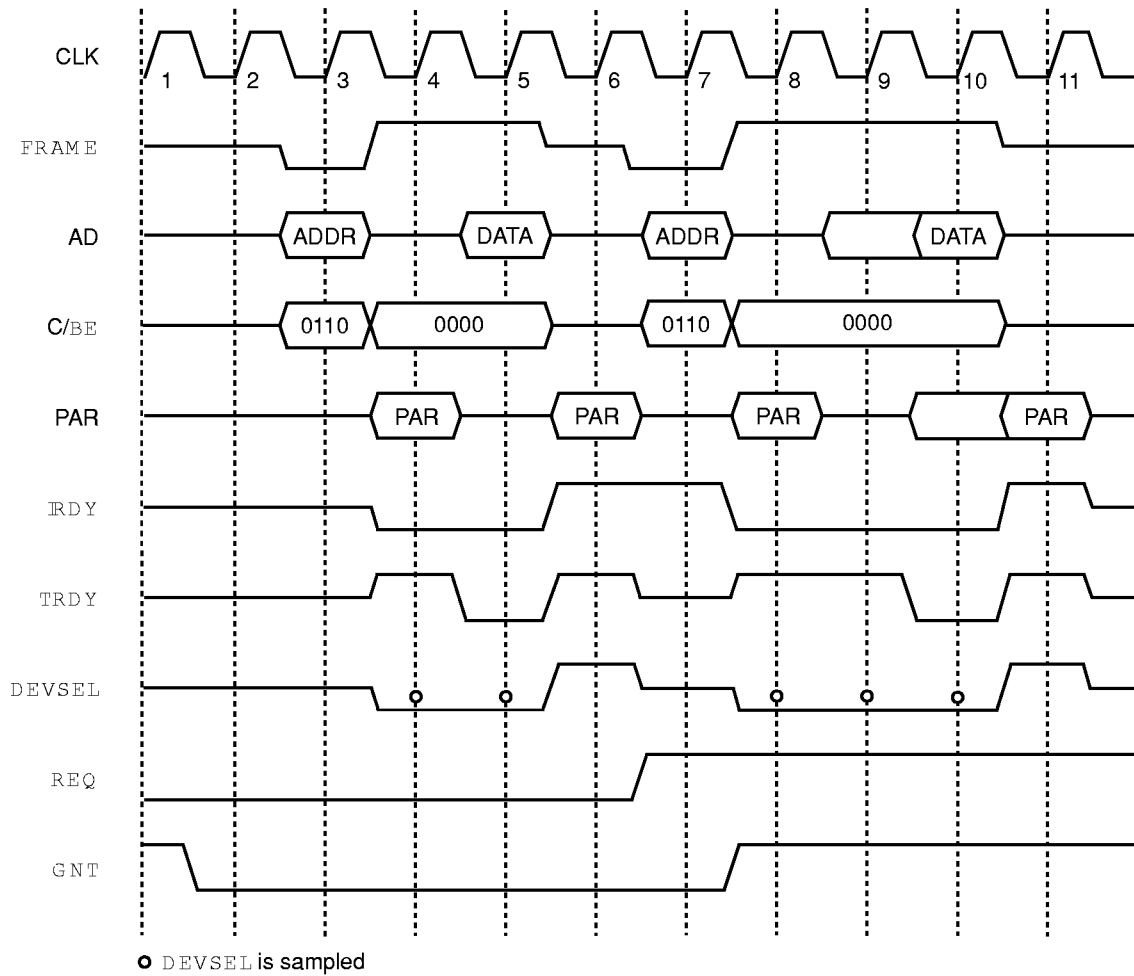 CLK
1 2 3 4 5 6 7 8 9 10 11
FRAME
AD
ADDR DATA ADDR DATA
C/BE
0110 0000 0110 0000
PAR
PAR PAR PAR PAR
IRDY
TRDY
DEVSEL
REQ
GNT
DEVSEL is sampled